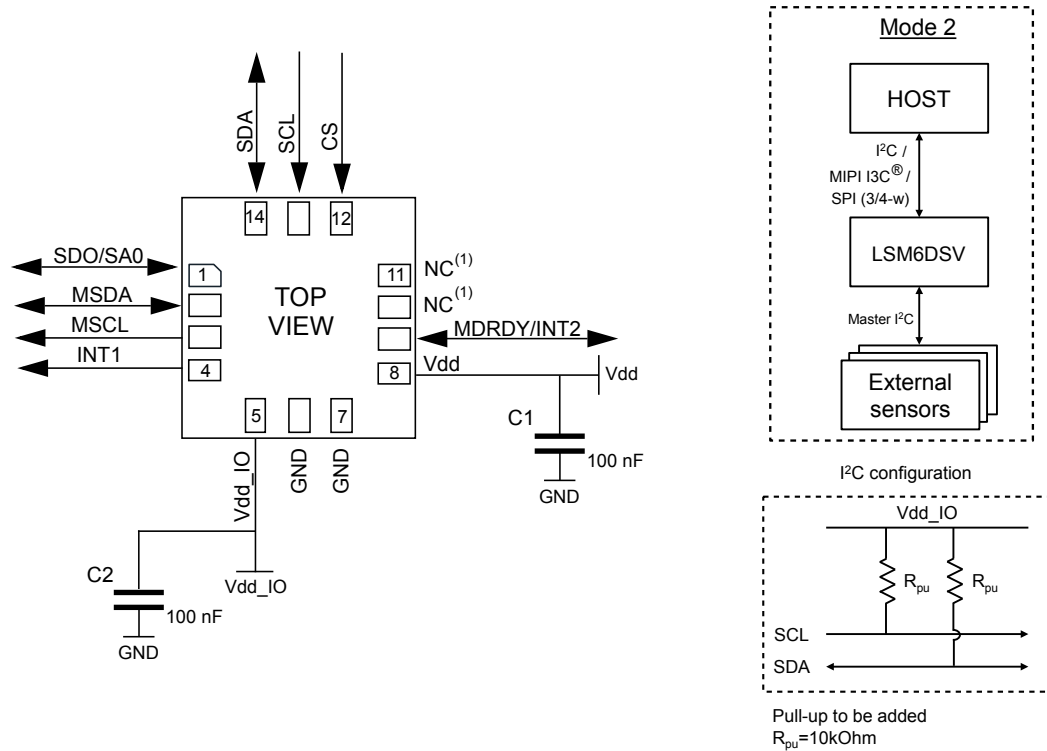 SDA
SCL
CS
14
12
SDO/SA0
MSDA
MSCL
INT1
1
4
TOP
VIEW
11
8
NC(1)
NC(1)
MDRDY/INT2
Vdd
Vdd
5
7
Vdd_IO
GND
GND
C1
100 nF
GND
C2
100 nF
GND
Vdd_IO
Mode 2
HOST
I²C /
MIPI I3C® /
SPI (3/4-w)
LSM6DSV
Master I²C
External
sensors
I²C configuration
Vdd_IO
Rpu
Rpu
SCL
SDA
Pull-up to be added
Rpu=10kOhm